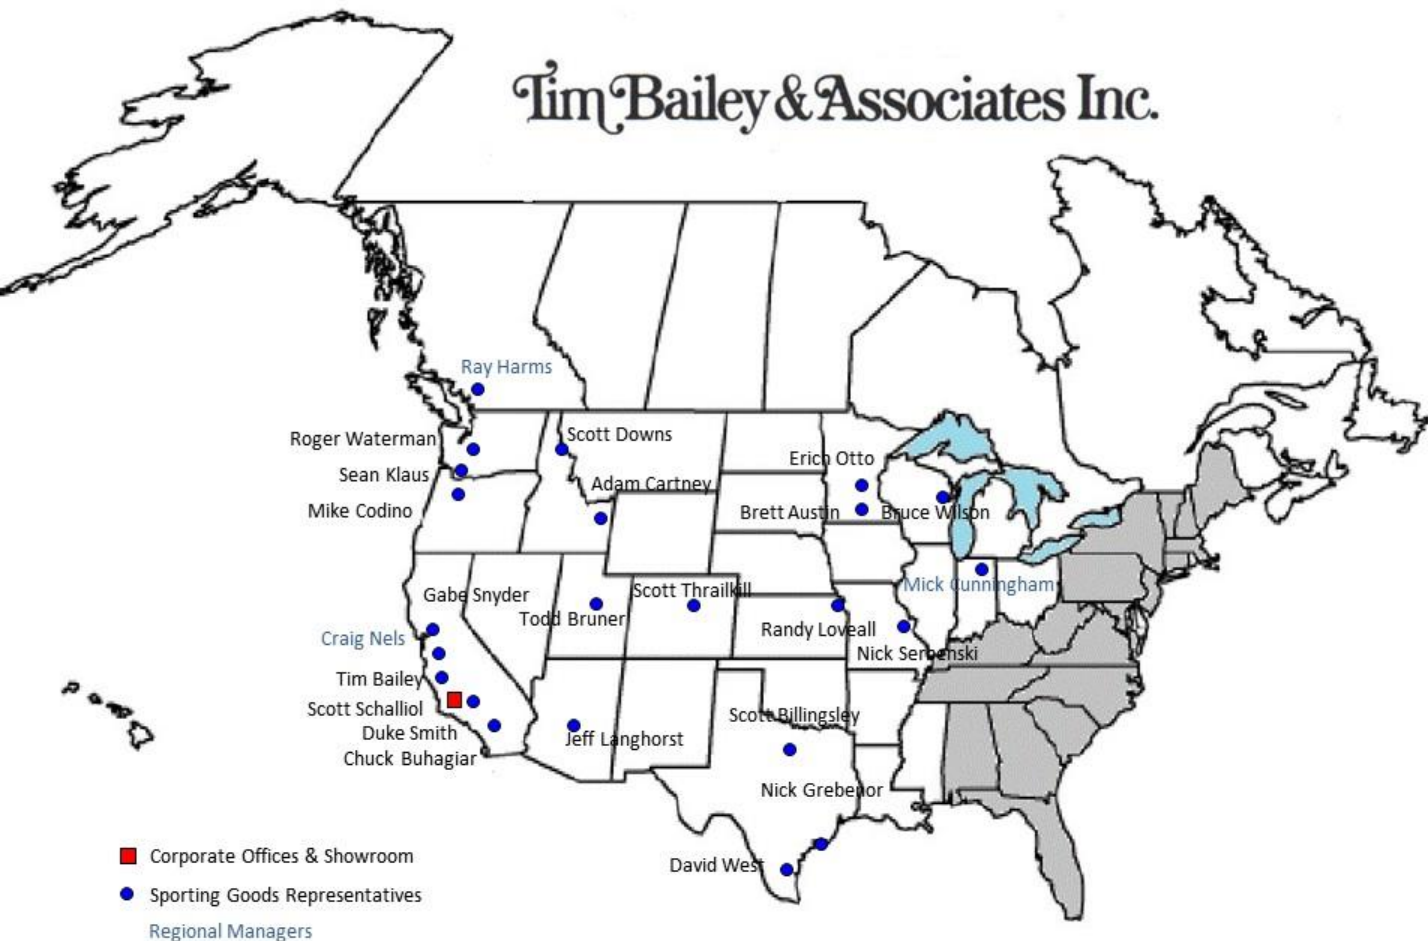 Tim Bailey & Associates Inc.
Ray Harms
Roger Waterman
Scott Downs
Erich Otto
Sean Klaus
Adam Cartney
Mike Codino
Brett Austin
Bruce Wilson
Mick Cunningham
Gabe Snyder
Scott Thrailkill
Todd Bruner
Randy Loveall
Craig Nels
Nick Serbenski
Tim Bailey
Scott Schalliol
Scott Billingsley
Duke Smith
Jeff Langhorst
Chuck Buhagiar
Nick Grebenor
David West
Corporate Offices & Showroom
Sporting Goods Representatives
Regional Managers